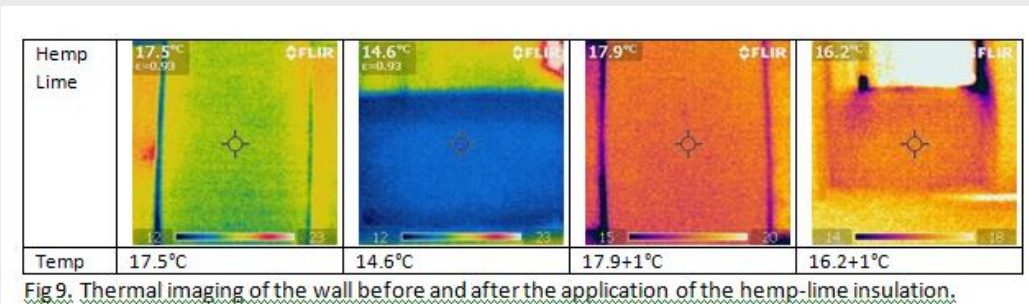 Hemp
Lime
17.5°C
ε=0.93
FLIR
12
23
14.6°C
ε=0.93
FLIR
12
23
17.9°C
FLIR
15
20
16.2°C
FLIR
14
18
Temp 17.5°C 14.6°C 17.9+1°C 16.2+1°C
Fig 9. Thermal imaging of the wall before and after the application of the hemp-lime insulation.